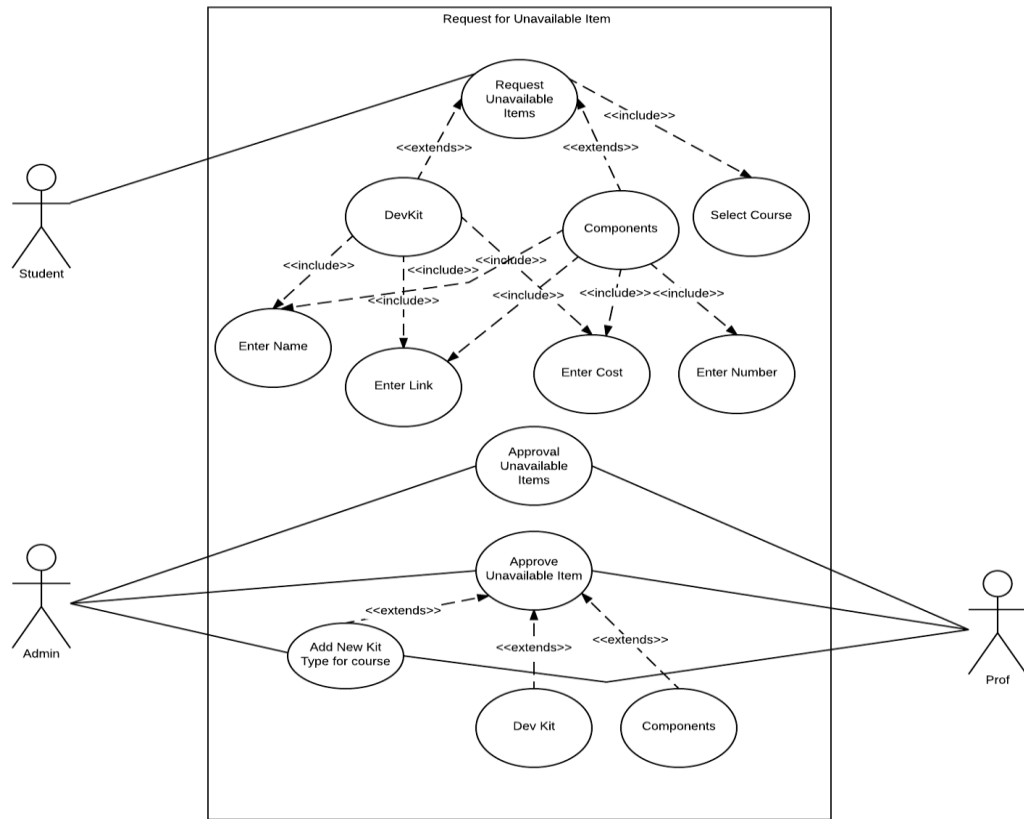 Request for Unavailable Item
Request
Unavailable
Items
<<include>>
<<extends>>
<<extends>>
DevKit
Components
Select Course
Student
<<include>>
<<include>>
<<include>>
<<include>>
<<include>>
<<include>>
<<include>>
Enter Name
Enter Link
Enter Cost
Enter Number
Approval
Unavailable
Items
Approve
Unavailable Item
<<extends>>
<<extends>>
<<extends>>
Add New Kit
Type for course
Admin
Prof
Dev Kit
Components